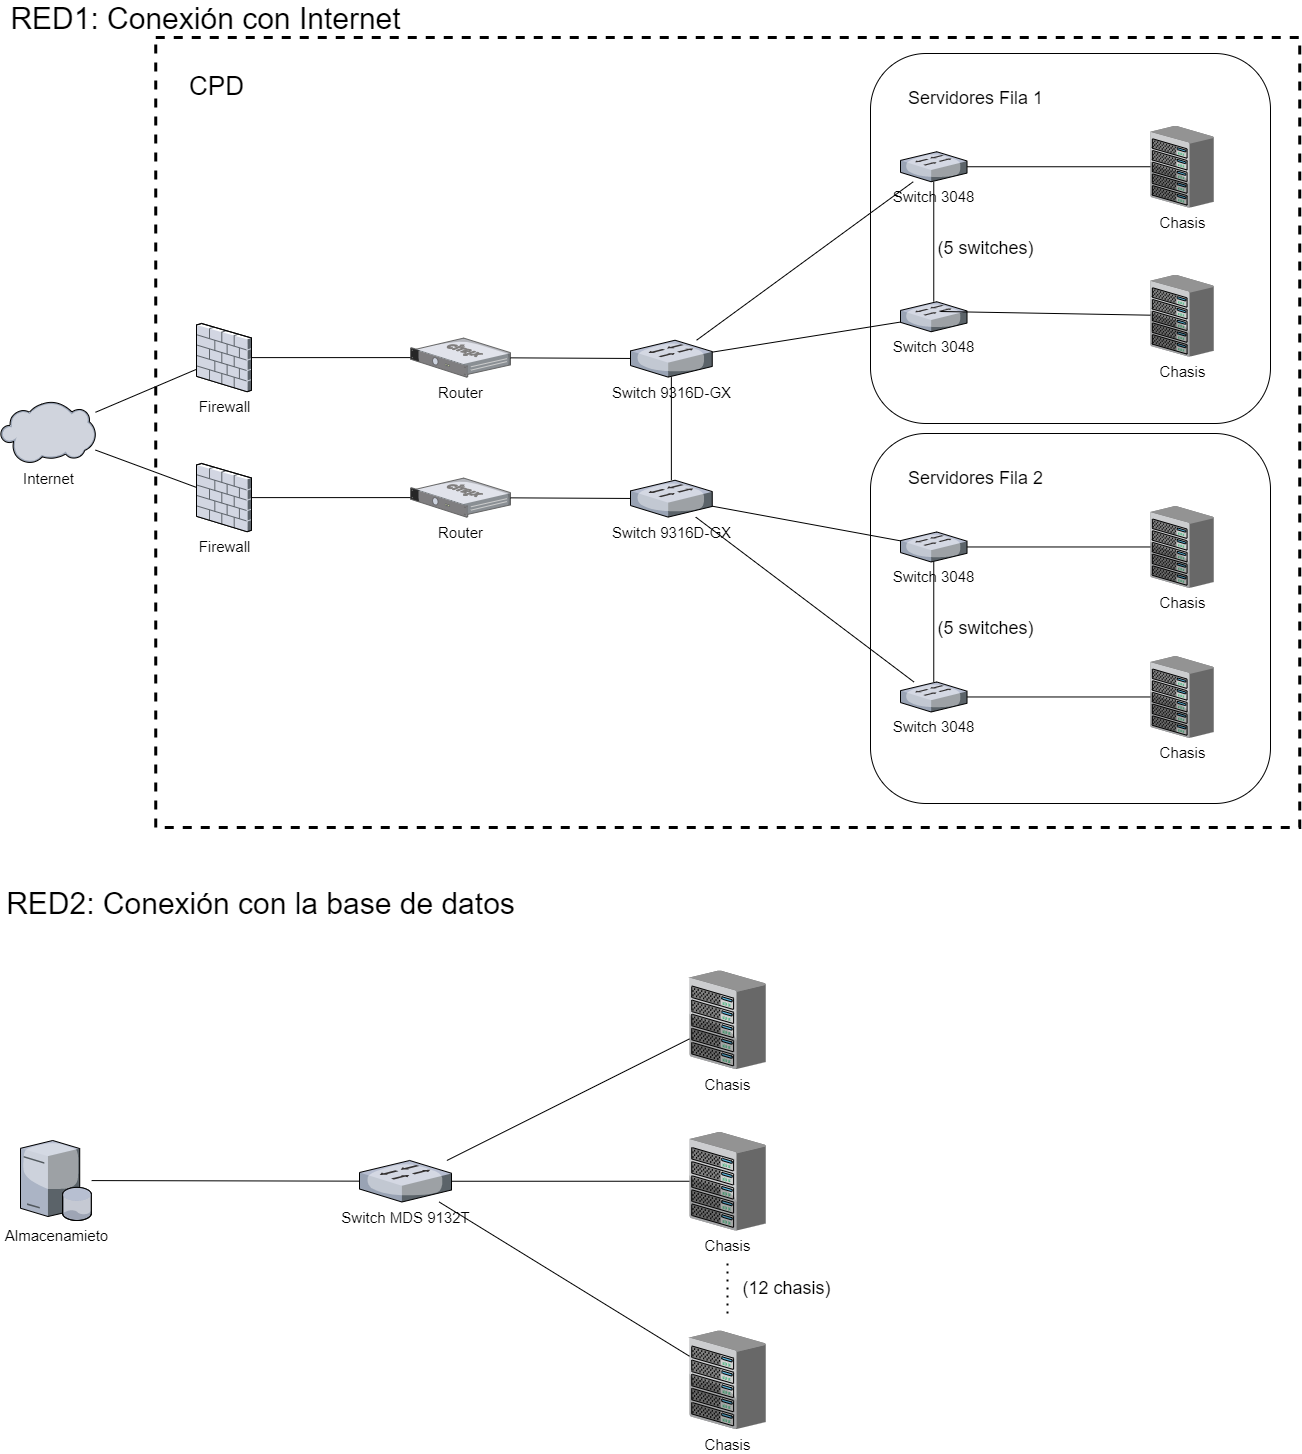 RED1: Conexión con Internet
CPD
Servidores Fila 1
Switch 3048
Chasis
(5 switches)
Switch 3048
Chasis
Firewall
Router
Switch 9316D-GX
Internet
Servidores Fila 2
Firewall
Router
Switch 9316D-GX
Switch 3048
Chasis
(5 switches)
Switch 3048
Chasis
RED2: Conexión con la base de datos
Chasis
Almacenamieto
Switch MDS 9132T
Chasis
(12 chasis)
Chasis
citrix
citrix